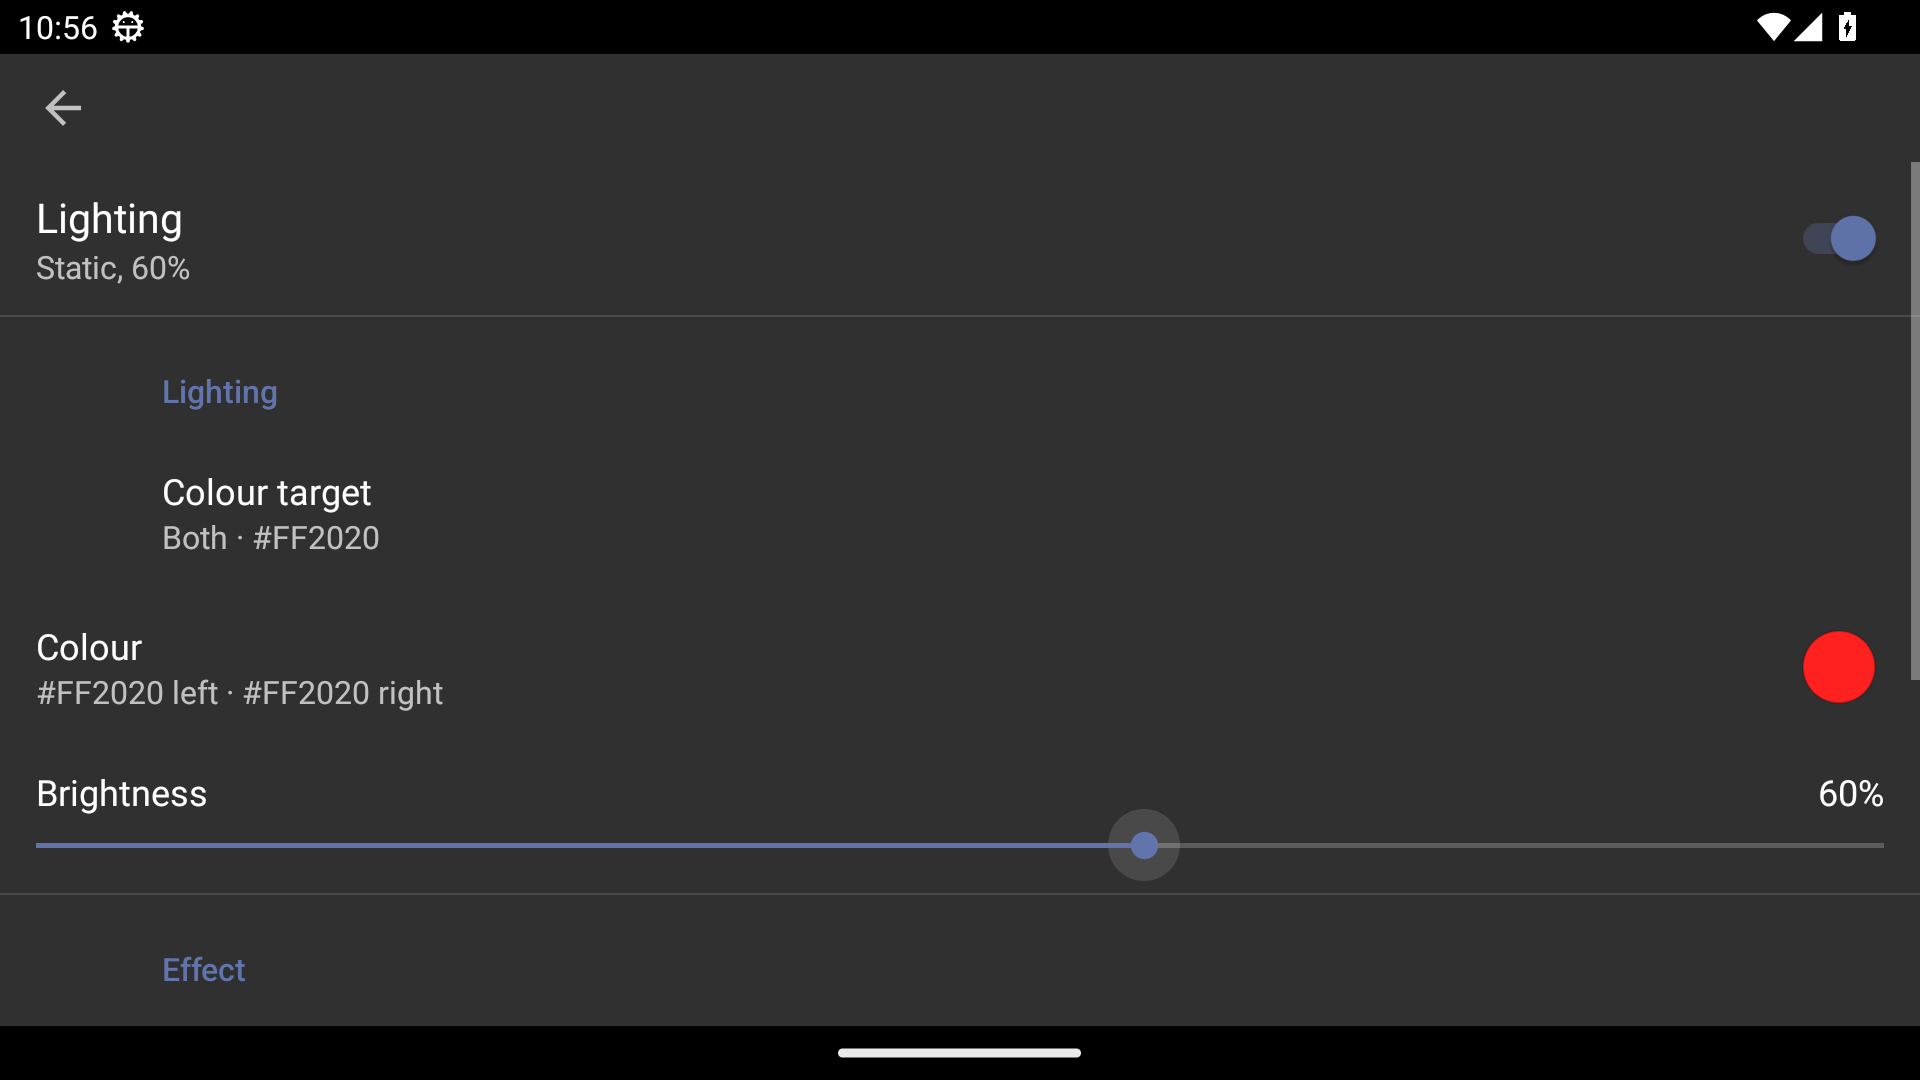 10:56
Lighting
Static, 60%
Lighting
Colour target
Both · #FF2020
Colour
#FF2020 left · #FF2020 right
Brightness
60%
Effect